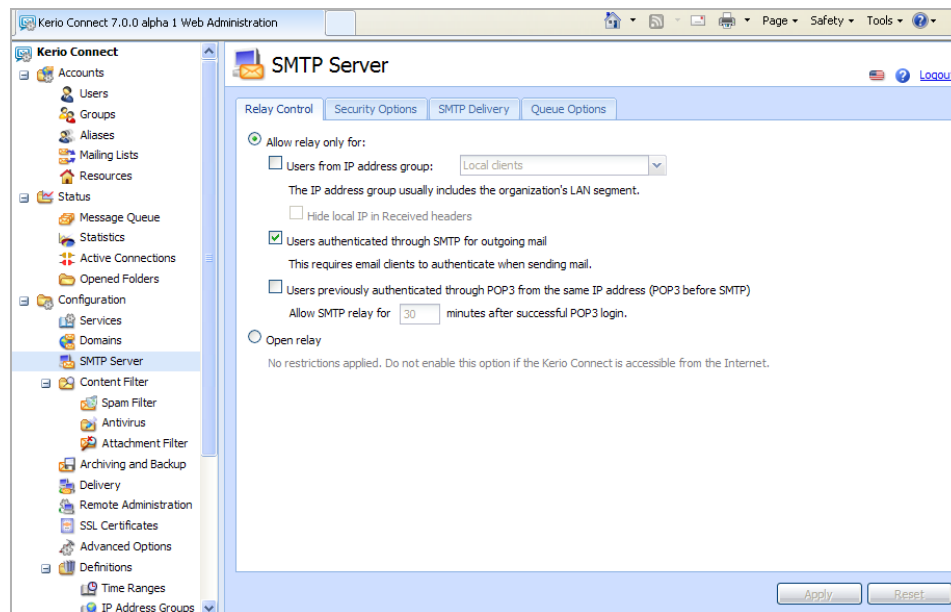 Kerio Connect 7.0.0 alpha 1 Web Administration
Page
Safety
Tools
Kerio Connect
Accounts
Users
Groups
Aliases
Mailing Lists
Resources
Status
Message Queue
Statistics
Active Connections
Opened Folders
Configuration
Services
Domains
SMTP Server
Content Filter
Spam Filter
Antivirus
Attachment Filter
Archiving and Backup
Delivery
Remote Administration
SSL Certificates
Advanced Options
Definitions
Time Ranges
IP Address Groups
SMTP Server
Logou
Relay Control
Security Options
SMTP Delivery
Queue Options
Allow relay only for:
Users from IP address group:
Local clients
The IP address group usually includes the organization's LAN segment.
Hide local IP in Received headers
Users authenticated through SMTP for outgoing mail
This requires email clients to authenticate when sending mail.
Users previously authenticated through POP3 from the same IP address (POP3 before SMTP)
Allow SMTP relay for 30 minutes after successful POP3 login.
Open relay
No restrictions applied. Do not enable this option if the Kerio Connect is accessible from the Internet.
Apply
Reset